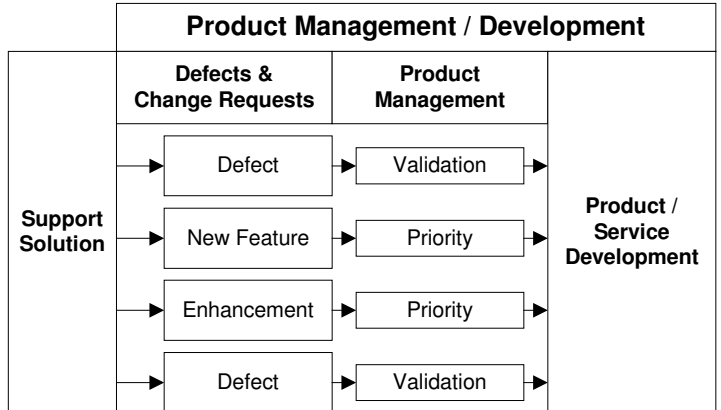 Product Management / Development
Defects &
Change Requests
Product
Management
Support
Solution
Defect
Validation
New Feature
Priority
Enhancement
Priority
Defect
Validation
Product /
Service
Development